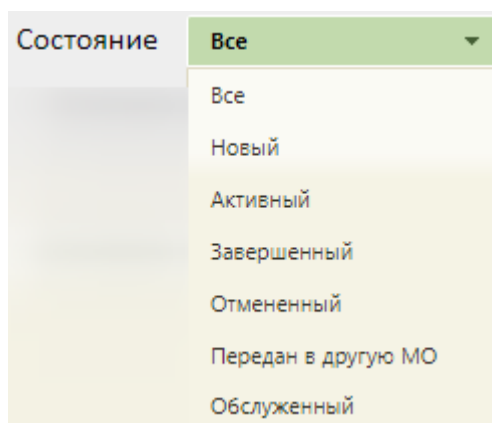 Состояние Все
Все
Новый
Активный
Завершенный
Отмененный
Передан в другую МО
Обслуженный